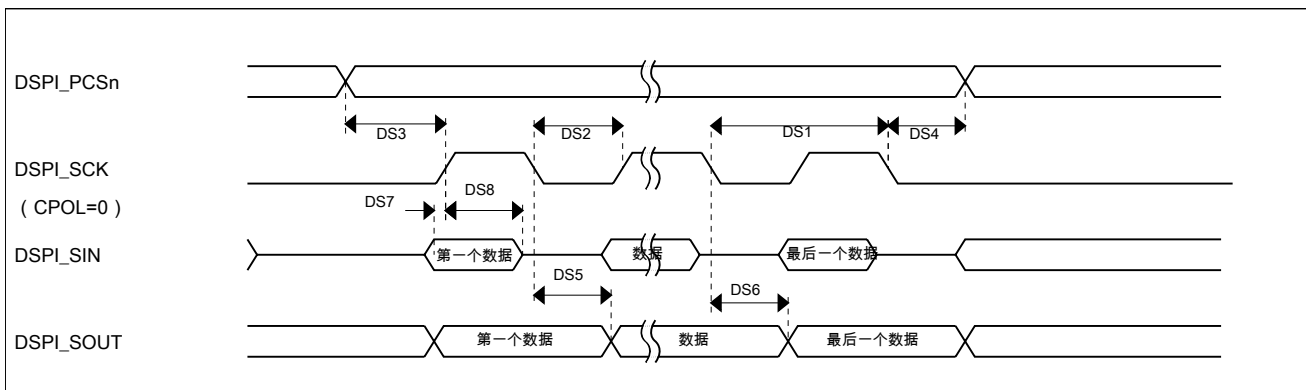 DSPI_PCSn
DS3
DS2
DS1
DS4
DSPI_SCK
（CPOL=0）
DS7
DS8
DSPI_SIN
第一个数据
数据
最后一个数据
DS5
DS6
DSPI_SOUT
第一个数据
数据
最后一个数据